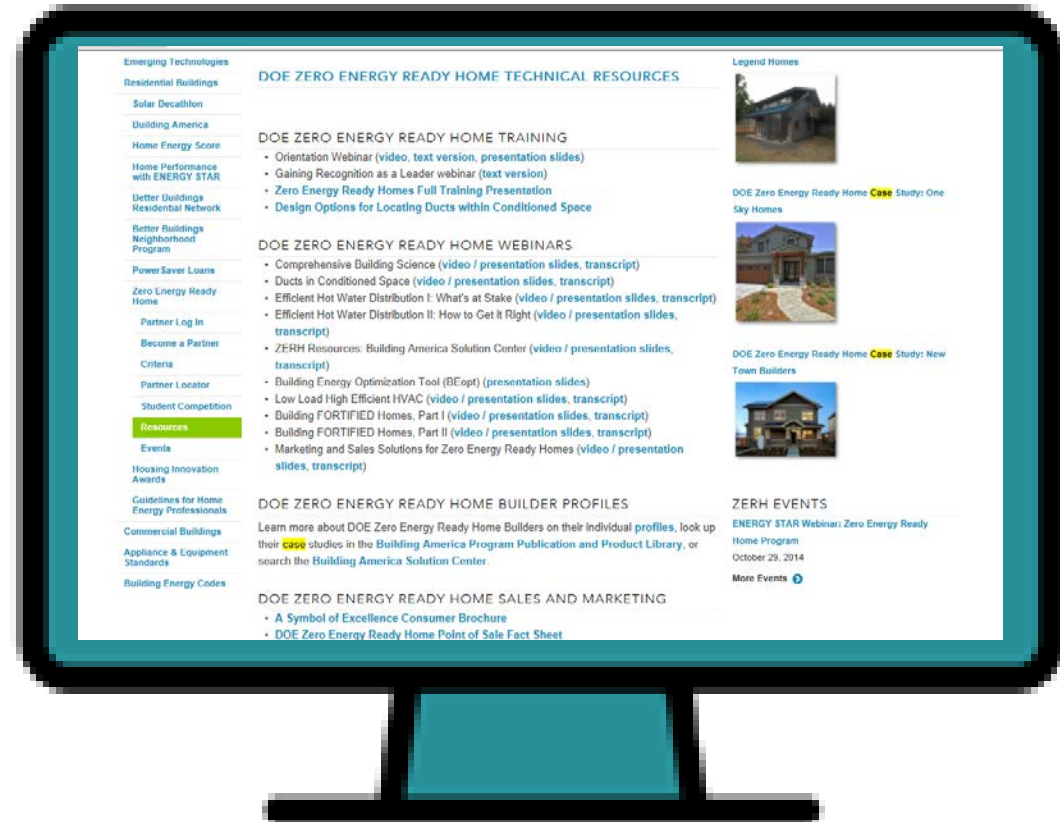 Emerging Technologies
Residential Buildings
Solar Decathlon
Building America
Home Energy Score
Home Performance
with ENERGY STAR
Better Buildings
Residential Network
Better Buildings
Neighborhood
Program
PowerSaver Loans
Zero Energy Ready
Home
Partner Log In
Become a Partner
Criteria
Partner Locator
Student Competition
Resources
Events
Housing Innovation
Awards
Guidelines for Home
Energy Professionals
Commercial Buildings
Appliance & Equipment
Standards
Building Energy Codes
DOE ZERO ENERGY READY HOME TECHNICAL RESOURCES
DOE ZERO ENERGY READY HOME TRAINING
• Orientation Webinar (video, text version, presentation slides)
• Gaining Recognition as a Leader webinar (text version)
• Zero Energy Ready Homes Full Training Presentation
• Design Options for Locating Ducts within Conditioned Space
DOE ZERO ENERGY READY HOME WEBINARS
• Comprehensive Building Science (video / presentation slides, transcript)
• Ducts in Conditioned Space (video / presentation slides, transcript)
• Efficient Hot Water Distribution I: What's at Stake (video / presentation slides, transcript)
• Efficient Hot Water Distribution II: How to Get it Right (video / presentation slides,
transcript)
• ZERH Resources: Building America Solution Center (video / presentation slides,
transcript)
• Building Energy Optimization Tool (BEopt) (presentation slides)
• Low Load High Efficient HVAC (video / presentation slides, transcript)
• Building FORTIFIED Homes, Part I (video / presentation slides, transcript)
• Building FORTIFIED Homes, Part II (video / presentation slides, transcript)
• Marketing and Sales Solutions for Zero Energy Ready Homes (video / presentation
slides, transcript)
DOE ZERO ENERGY READY HOME BUILDER PROFILES
Learn more about DOE Zero Energy Ready Home Builders on their individual profiles, look up
their case studies in the Building America Program Publication and Product Library, or
search the Building America Solution Center.
DOE ZERO ENERGY READY HOME SALES AND MARKETING
• A Symbol of Excellence Consumer Brochure
• DOE Zero Energy Ready Home Point of Sale Fact Sheet
Legend Homes
DOE Zero Energy Ready Home Case Study: One
Sky Homes
DOE Zero Energy Ready Home Case Study: New
Town Builders
ZERH EVENTS
ENERGY STAR Webinar: Zero Energy Ready
Home Program
October 29, 2014
More Events